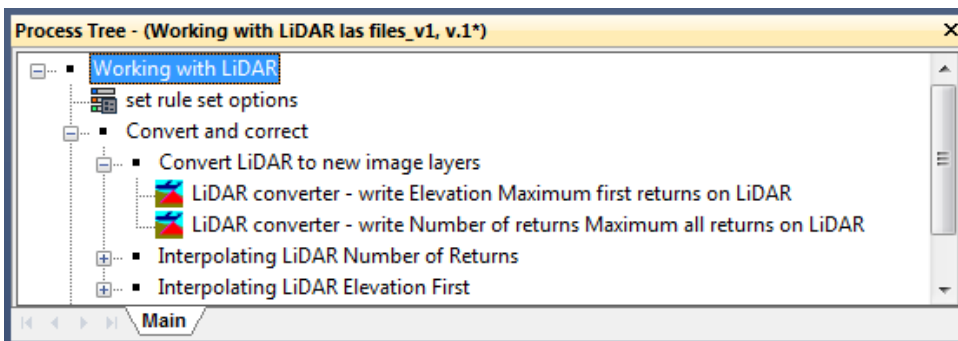 Process Tree - (Working with LiDAR las files_v1, v.1*)
Working with LiDAR
set rule set options
Convert and correct
Convert LiDAR to new image layers
LiDAR converter - write Elevation Maximum first returns on LiDAR
LiDAR converter - write Number of returns Maximum all returns on LiDAR
Interpolating LiDAR Number of Returns
Interpolating LiDAR Elevation First
Main